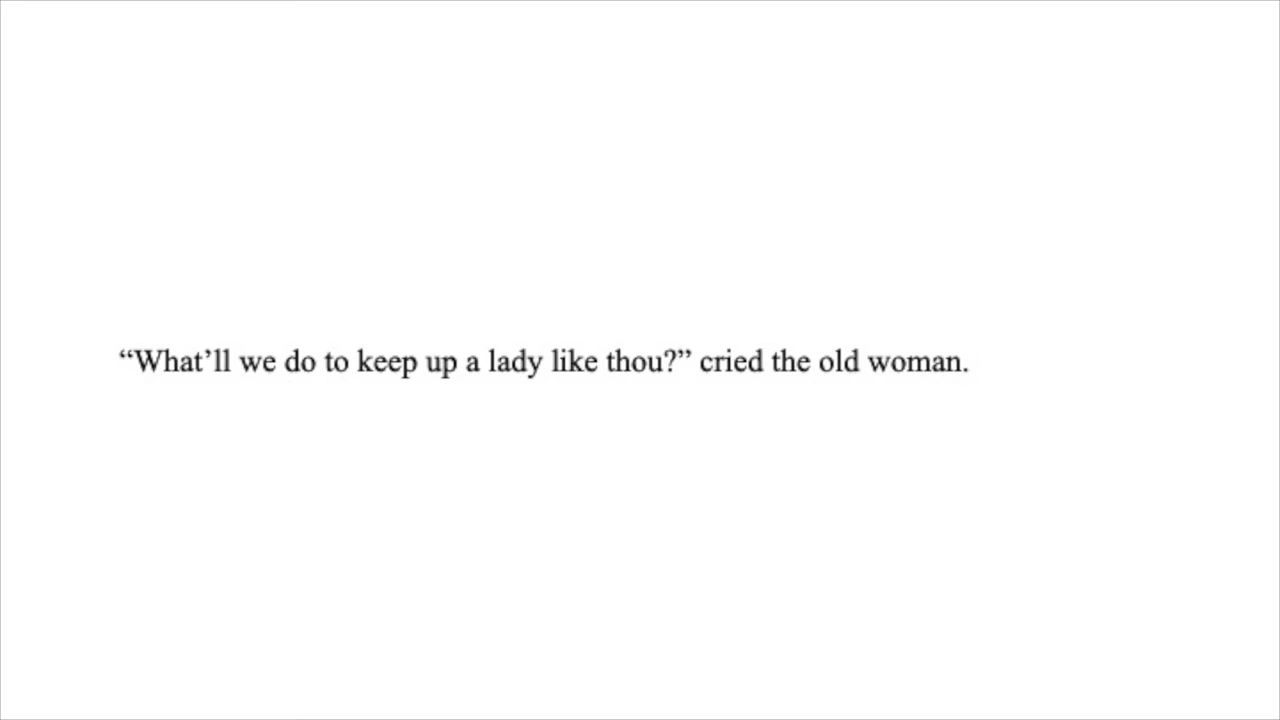 “What’ll we do to keep up a lady like thou?” cried the old woman.